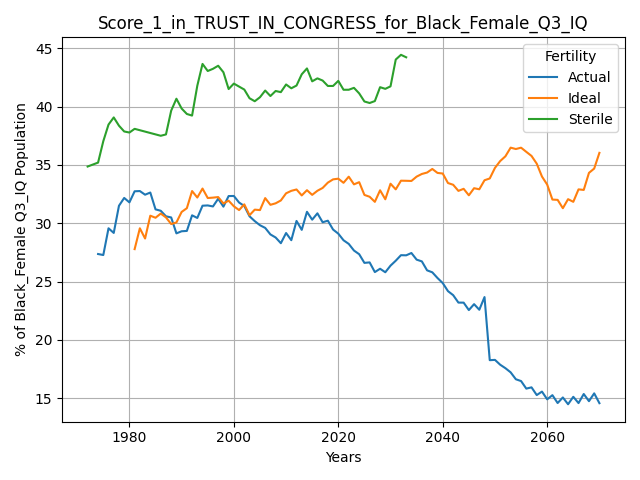 Score_1_in_TRUST_IN_CONGRESS_for_Black_Female_Q3_IQ
% of Black_Female Q3_IQ Population
45
40
35
30
25
20
15
Fertility
Actual
Ideal
Sterile
1980
2000
2020
2040
2060
Years